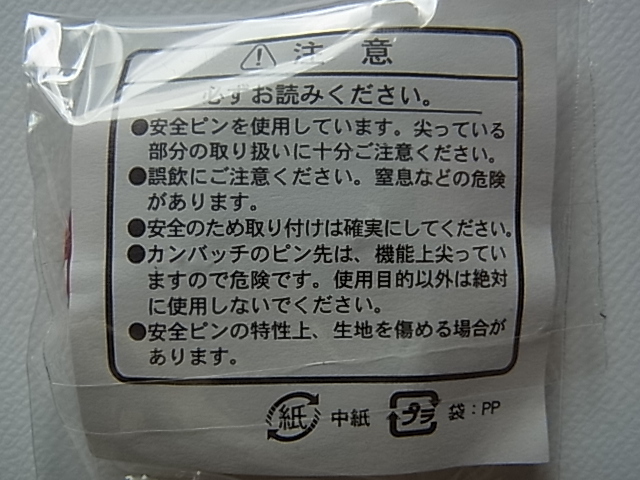 注意
必ずお読みください。
●安全ピンを使用しています。尖っている
部分の取り扱いに十分ご注意ください。
●誤飲にご注意ください。窒息などの危険
があります。
●安全のため取り付けは確実にしてください。
●カンバッチのピン先は、機能上尖ってい
ますので危険です。使用目的以外は絶対
に使用しないでください。
●安全ピンの特性上、生地を傷める場合が
あります。
紙 中紙 プラ 袋：PP